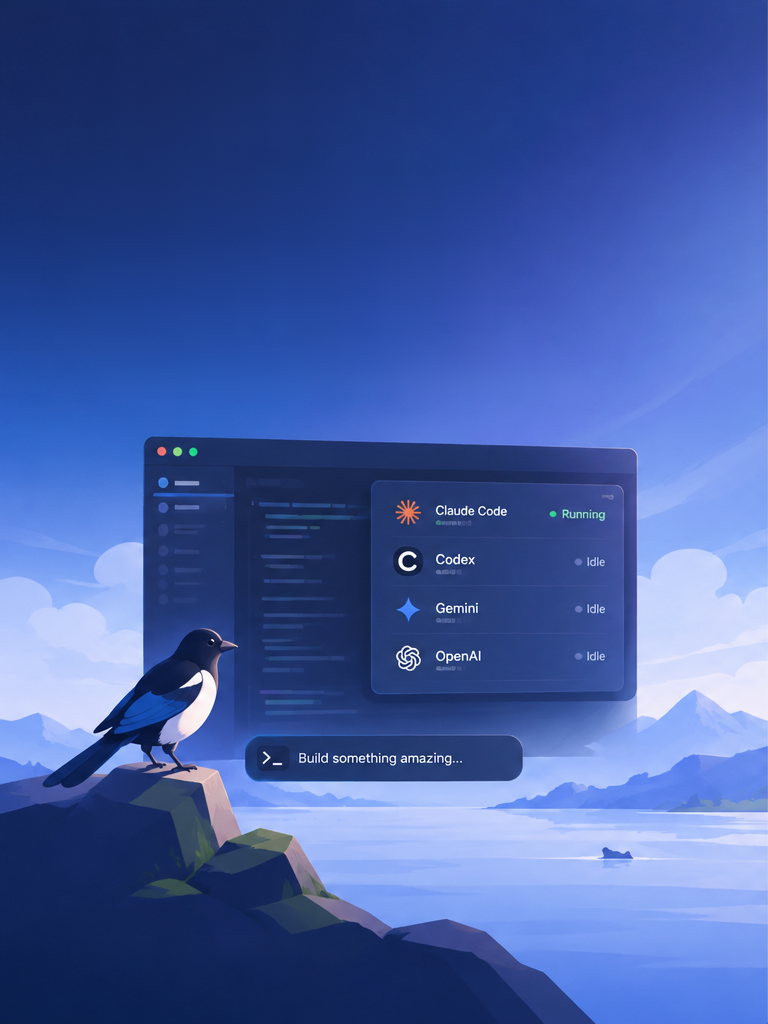 Claude Code
Running
Codex
Idle
Gemini
Idle
OpenAI
Idle
>_ Build something amazing...